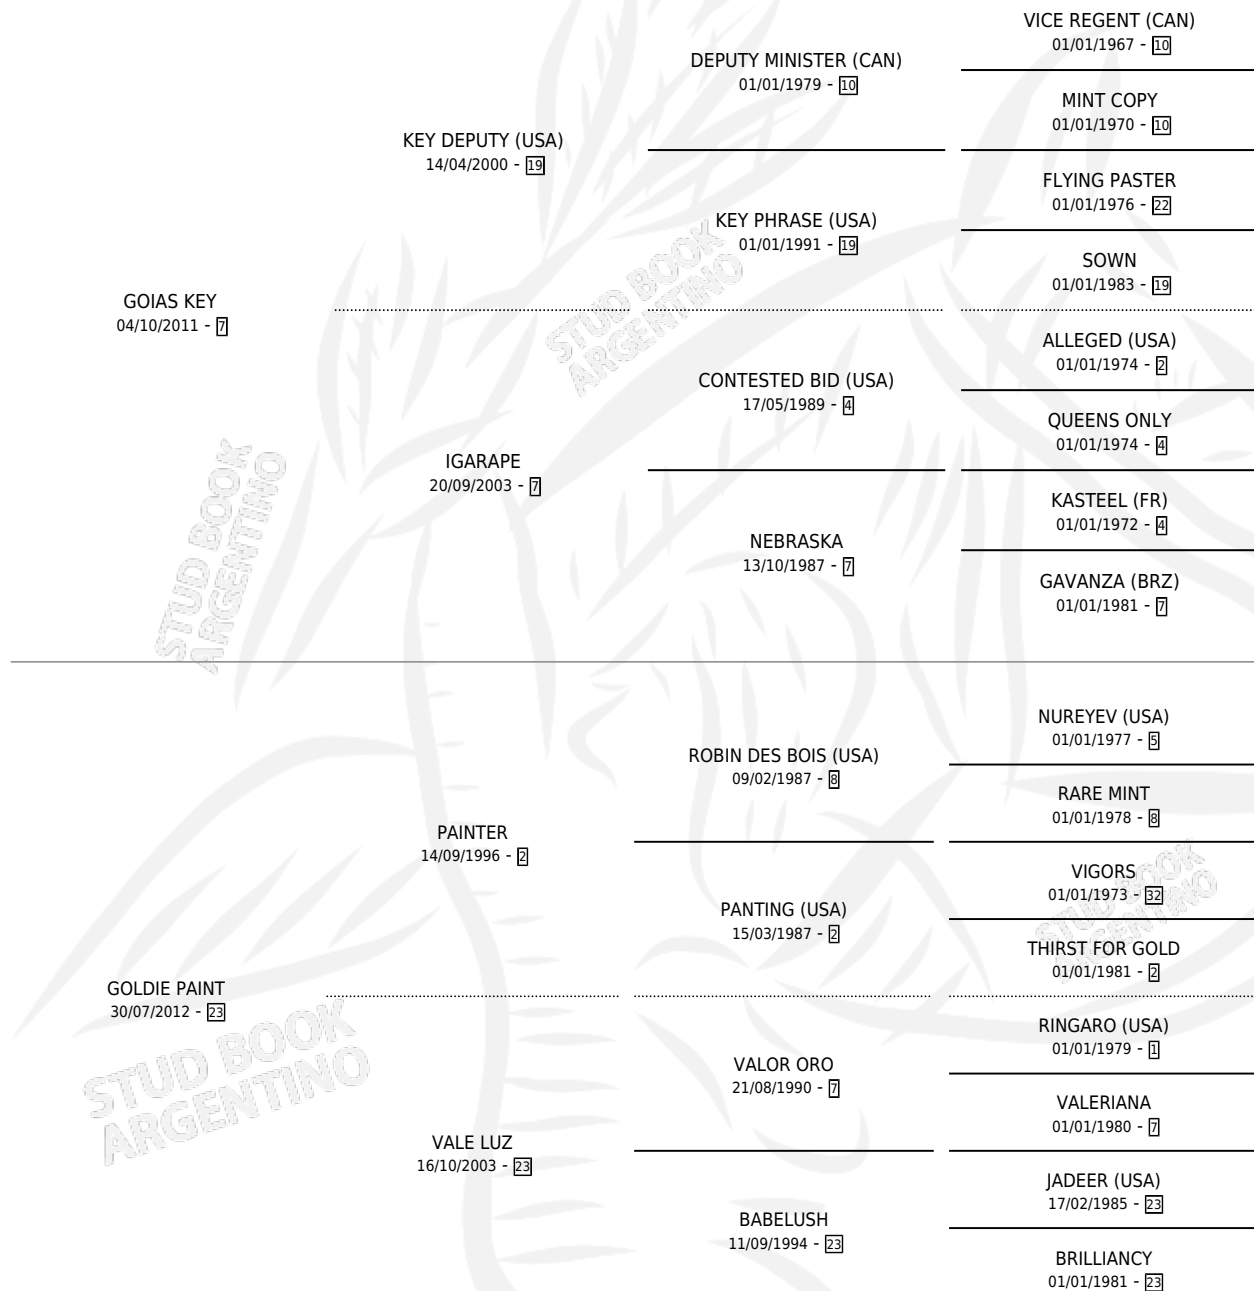 VICE REGENT (CAN)
01/01/1967 - 10
DEPUTY MINISTER (CAN)
01/01/1979 - 10
MINT COPY
01/01/1970 - 10
KEY DEPUTY (USA)
14/04/2000 - 19
FLYING PASTER
01/01/1976 - 22
KEY PHRASE (USA)
01/01/1991 - 19
SOWN
01/01/1983 - 19
GOIAS KEY
04/10/2011 - 7
ALLEGED (USA)
01/01/1974 - 2
CONTESTED BID (USA)
17/05/1989 - 4
QUEENS ONLY
01/01/1974 - 4
IGARAPE
20/09/2003 - 7
KASTEEL (FR)
01/01/1972 - 4
NEBRASKA
13/10/1987 - 7
GAVANZA (BRZ)
01/01/1981 - 7
NUREYEV (USA)
01/01/1977 - 5
ROBIN DES BOIS (USA)
09/02/1987 - 8
RARE MINT
01/01/1978 - 8
PAINTER
14/09/1996 - 2
VIGORS
01/01/1973 - 32
PANTING (USA)
15/03/1987 - 2
THIRST FOR GOLD
01/01/1981 - 2
GOLDIE PAINT
30/07/2012 - 23
RINGARO (USA)
01/01/1979 - 1
VALOR ORO
21/08/1990 - 7
VALERIANA
01/01/1980 - 7
VALE LUZ
16/10/2003 - 23
JADEER (USA)
17/02/1985 - 23
BABELUSH
11/09/1994 - 23
BRILLIANCY
01/01/1981 - 23
STUD BOOK
ARGENTINO
STUD BOOK
ARGENTINO
STUD BOOK
ARGENTINO
STUD BOOK
ARGENTINO